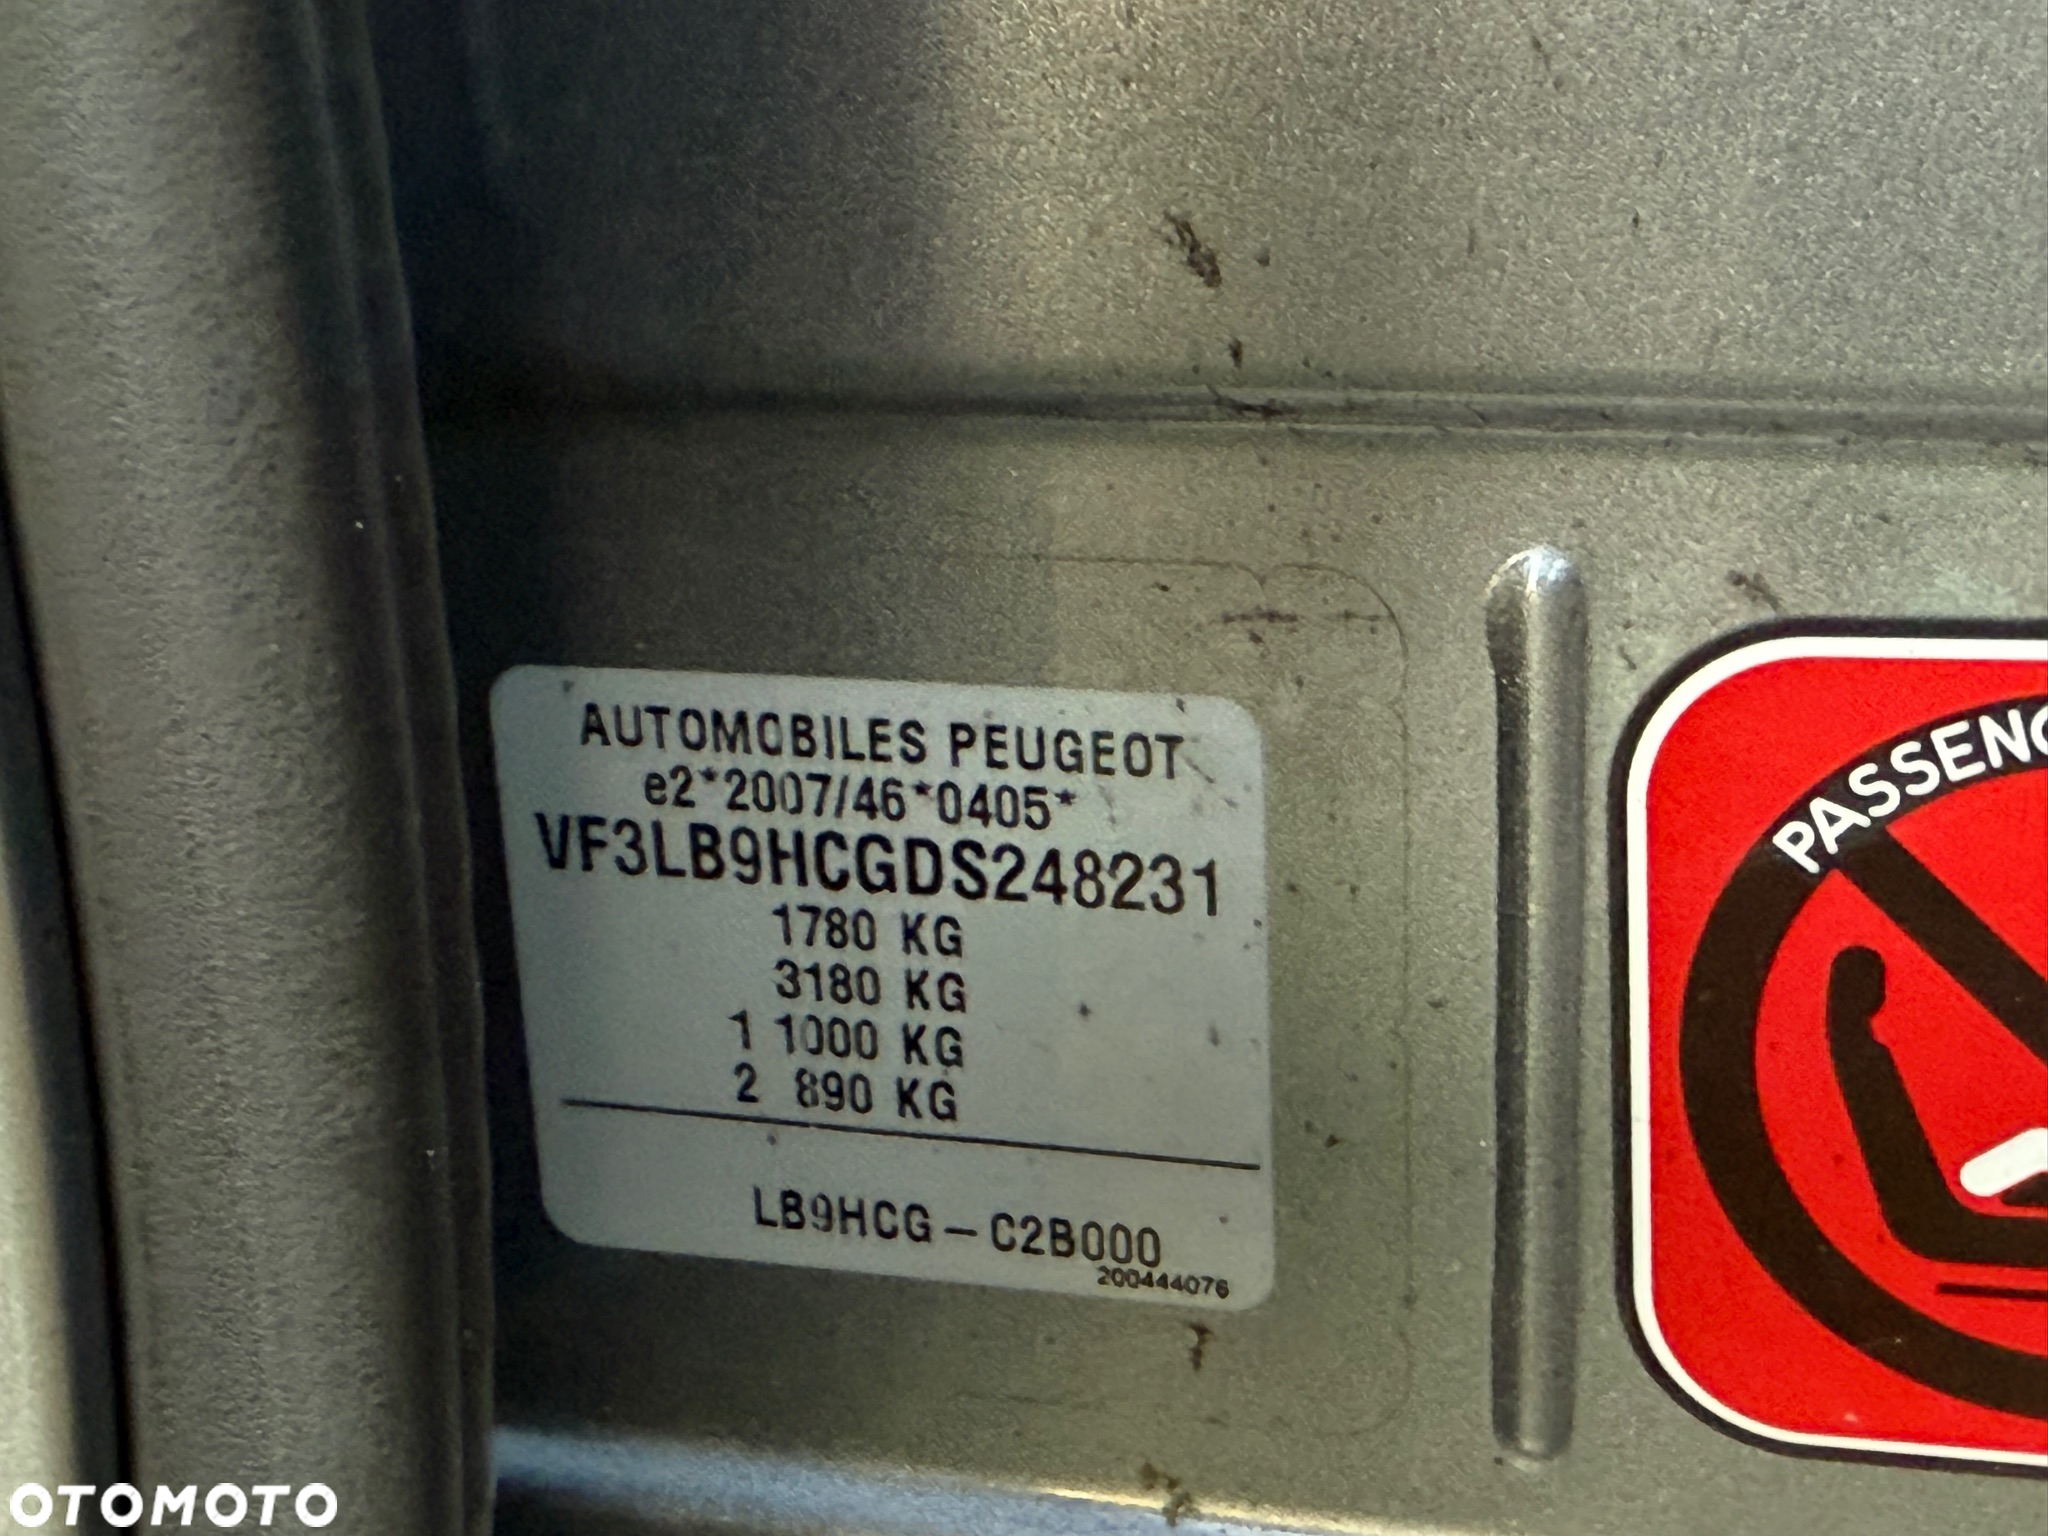 AUTOMOBILES PEUGEOT
e2*2007/46*0405*
VF3LB9HCGDS248231
1780 KG
3180 KG
1 1000 KG
2 890 KG
LB9HCG - C2B000
200444076
PASSENG
OTOMOTO